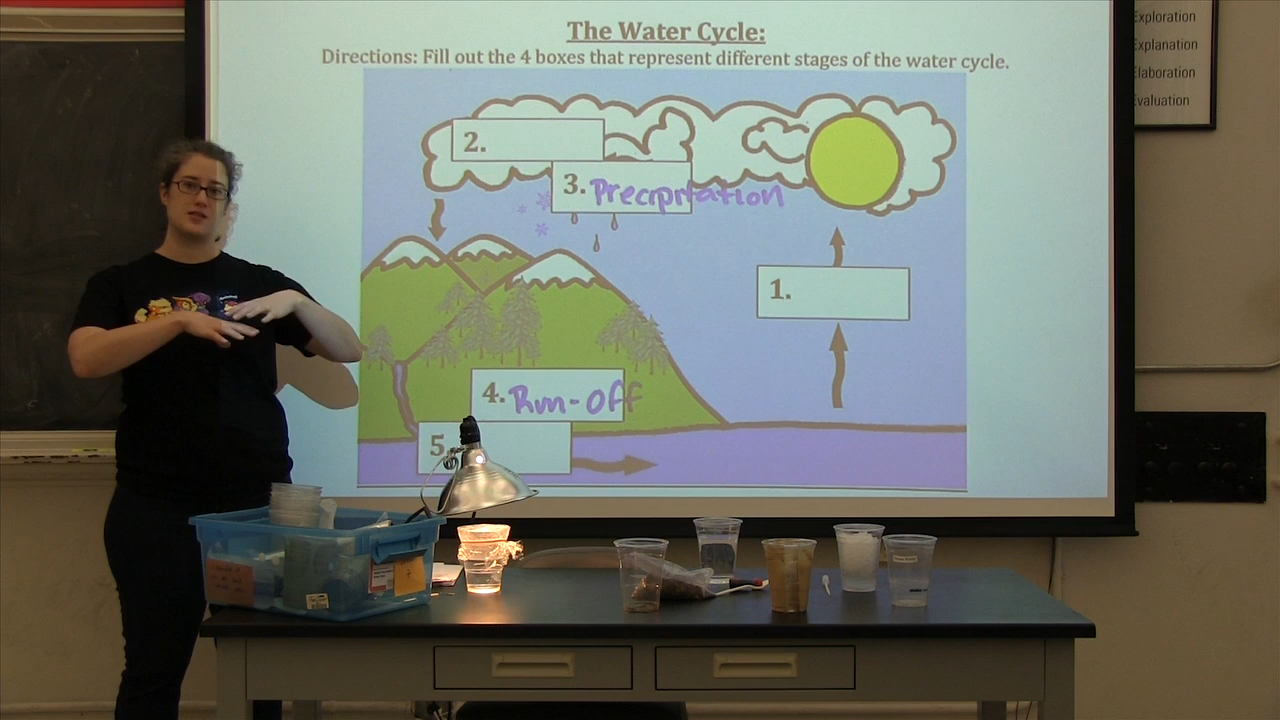 The Water Cycle:
Directions: Fill out the 4 boxes that represent different stages of the water cycle.
2.
3. Precipitation
1.
4. Run-Off
5.
Exploration
Explanation
Elaboration
Evaluation